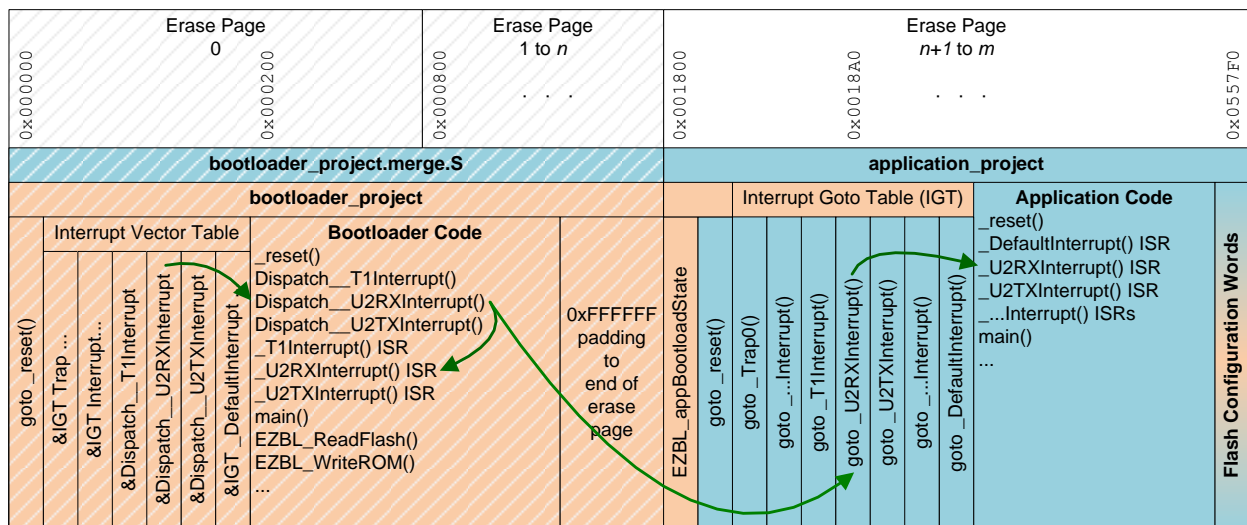 Erase Page
0
Erase Page
1 to n
Erase Page
n+1 to m
0x000000
0x000200
0x000800
. . .
0x001800
0x0018A0
. . .
0x0557F0
bootloader_project.merge.S
application_project
bootloader_project
Interrupt Goto Table (IGT)
Application Code
_reset()
_DefaultInterrupt() ISR
_U2RXInterrupt() ISR
_U2TXInterrupt() ISR
_...Interrupt() ISRs
main()
...
Interrupt Vector Table
Bootloader Code
_reset()
Dispatch__T1Interrupt()
Dispatch__U2RXInterrupt()
Dispatch__U2TXInterrupt()
_T1Interrupt() ISR
_U2RXInterrupt() ISR
_U2TXInterrupt() ISR
main()
EZBL_ReadFlash()
EZBL_WriteROM()
...
goto _reset()
&IGT Trap ...
&IGT Interrupt...
&Dispatch__T1Interrupt
&Dispatch__U2RXInterrupt
&Dispatch__U2TXInterrupt
&IGT _DefaultInterrupt
0xFFFFFF
padding
to
end of
erase
page
EZBL_appBootloadState
goto _reset()
goto _Trap0()
goto _...Interrupt()
goto _T1Interrupt()
goto _U2RXInterrupt()
goto _U2TXInterrupt()
goto _...Interrupt()
goto _DefaultInterrupt()
Flash Configuration Words